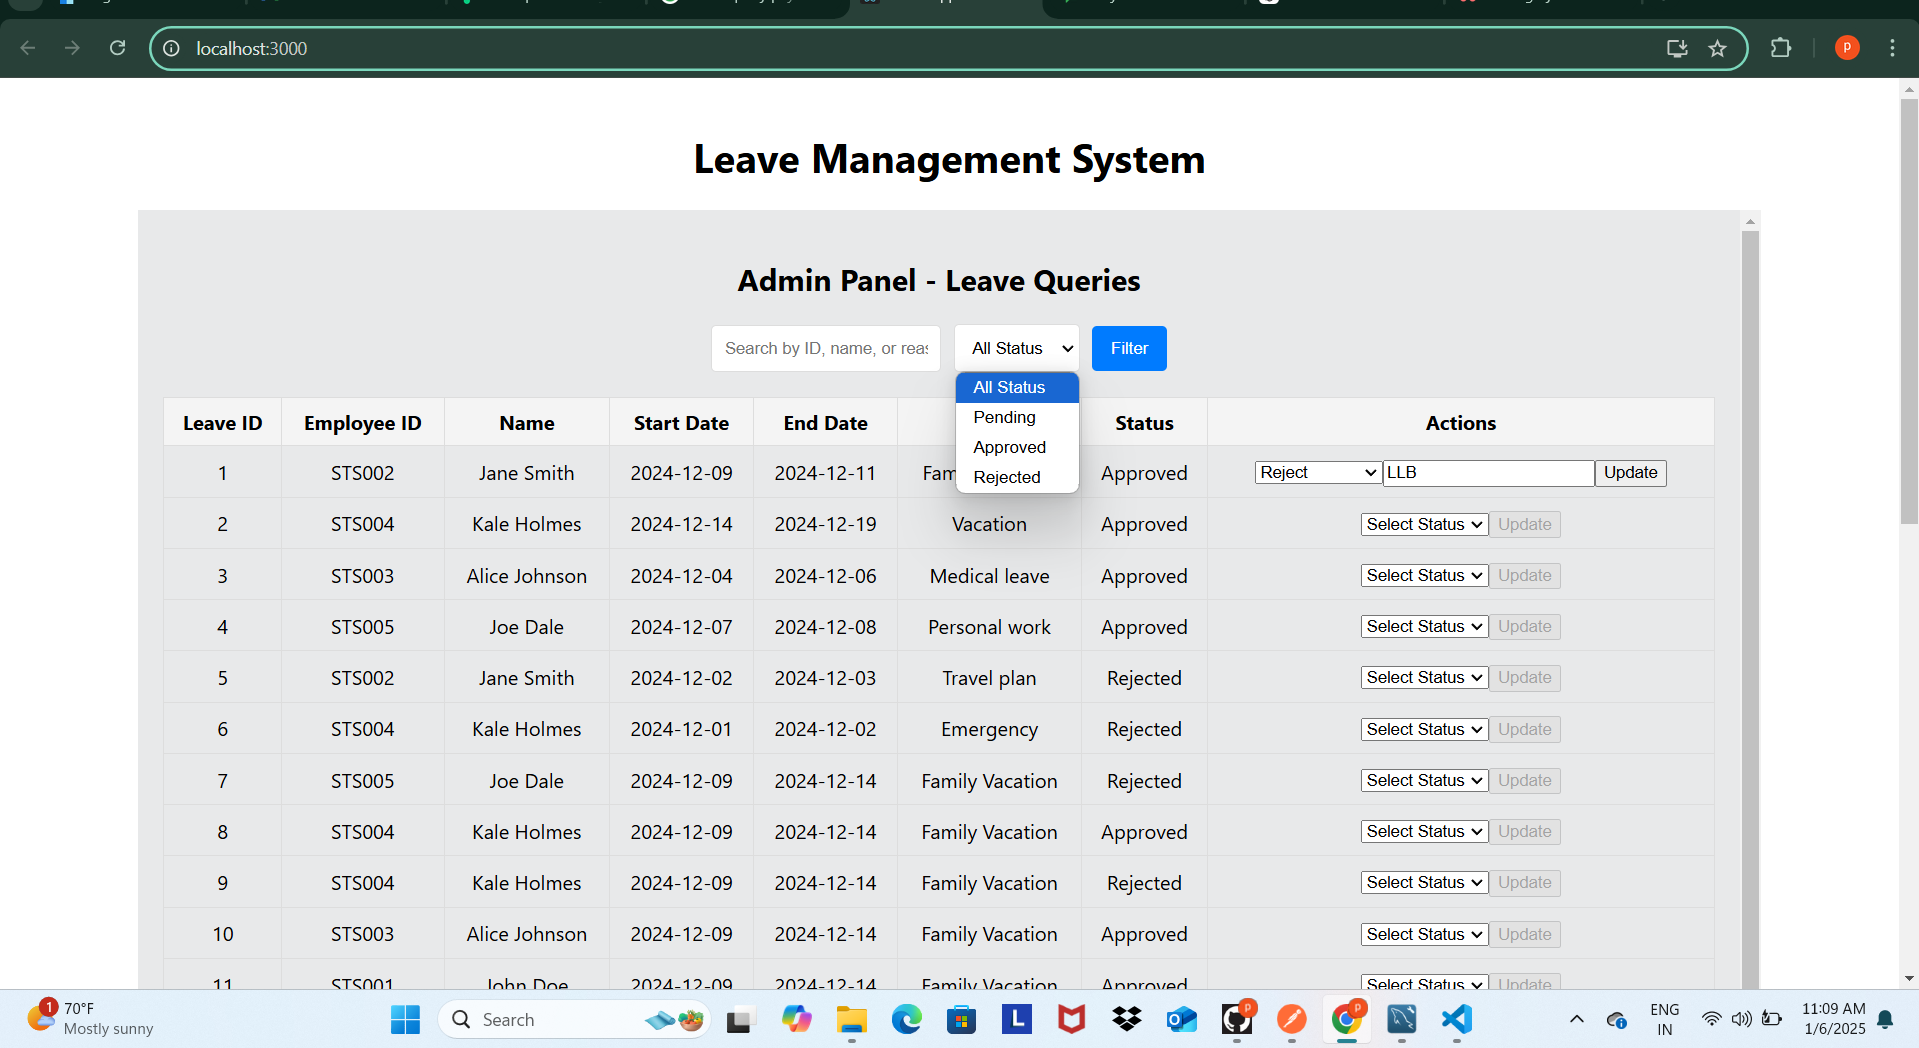 localhost:3000
P
Leave Management System
Admin Panel - Leave Queries
Search by ID, name, or reas
All Status
Filter
All Status
Pending
Approved
Rejected
Leave ID Employee ID Name Start Date End Date Status Actions
1 STS002 Jane Smith 2024-12-09 2024-12-11 Fam Approved Reject LLB Update
2 STS004 Kale Holmes 2024-12-14 2024-12-19 Vacation Approved Select Status Update
3 STS003 Alice Johnson 2024-12-04 2024-12-06 Medical leave Approved Select Status Update
4 STS005 Joe Dale 2024-12-07 2024-12-08 Personal work Approved Select Status Update
5 STS002 Jane Smith 2024-12-02 2024-12-03 Travel plan Rejected Select Status Update
6 STS004 Kale Holmes 2024-12-01 2024-12-02 Emergency Rejected Select Status Update
7 STS005 Joe Dale 2024-12-09 2024-12-14 Family Vacation Rejected Select Status Update
8 STS004 Kale Holmes 2024-12-09 2024-12-14 Family Vacation Approved Select Status Update
9 STS004 Kale Holmes 2024-12-09 2024-12-14 Family Vacation Rejected Select Status Update
10 STS003 Alice Johnson 2024-12-09 2024-12-14 Family Vacation Approved Select Status Update
11 STS001 John Doe 2024-12-09 2024-12-14 Family Vacation Approved Select Status Update
1
70°F
Mostly sunny
Search
L
P
P
ENG
IN
11:09 AM
1/6/2025